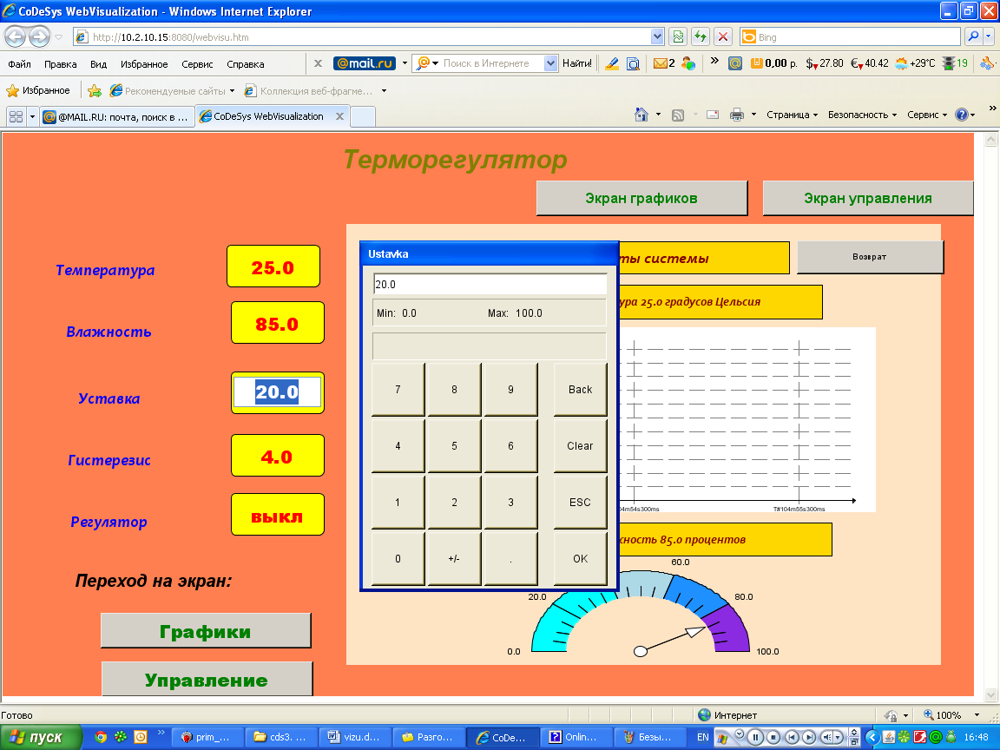 CoDeSys WebVisualization - Windows Internet Explorer
http://10.2.10.15:8080/webvisu.htm
Bing
Файл Правка Вид Избранное Сервис Справка
@mail.ru Поиск в Интернете Найти! 2 » 0,00 р. $ 27.80 € 40.42 +29°C 19
Избранное Рекомендуемые сайты Коллекция веб-фрагме...
@MAIL.RU: почта, поиск в ... CoDeSys WebVisualization Страница Безопасность Сервис »
Терморегулятор
Экран графиков Экран управления
ты системы Возврат
ура 25.0 градусов Цельсия
Температура 25.0
Влажность 85.0
Уставка 20.0
Гистерезис 4.0
Регулятор выкл
Переход на экран:
Графики
Управление
Ustavka
20.0
Min: 0.0 Max: 100.0
7 8 9 Back
4 5 6 Clear
1 2 3 ESC
0 +/- . OK
04m54s300ms T#104m55s300ms
жность 85.0 процентов
60.0
20.0 80.0
0.0 100.0
Готово Интернет 100%
пуск » prim_... cds3. ... vizu.d... Разго... CoDe... Onlin... Безы... EN 16:48